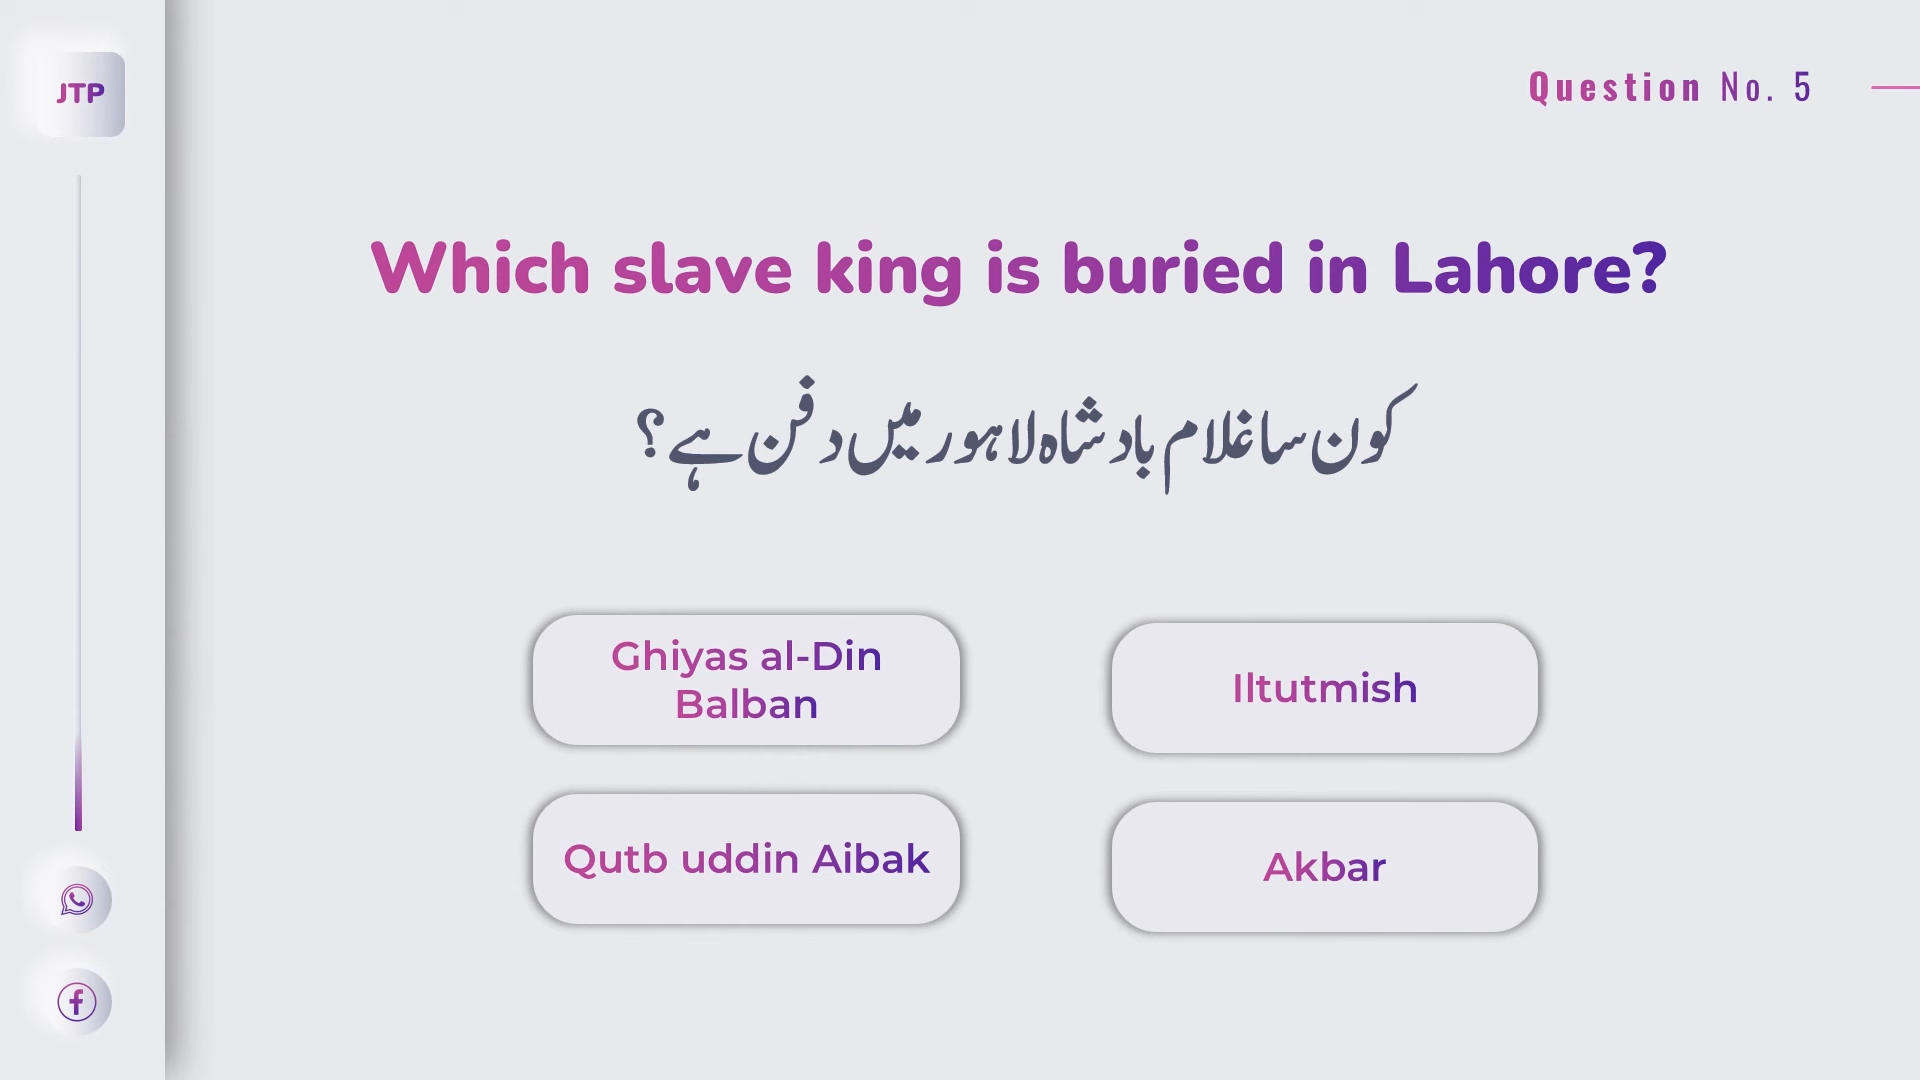 JTP
Question No. 5
Which slave king is buried in Lahore?
کون سا غلام بادشاہ لاہور میں دفن ہے؟
Ghiyas al-Din
Balban
Iltutmish
Qutb uddin Aibak
Akbar